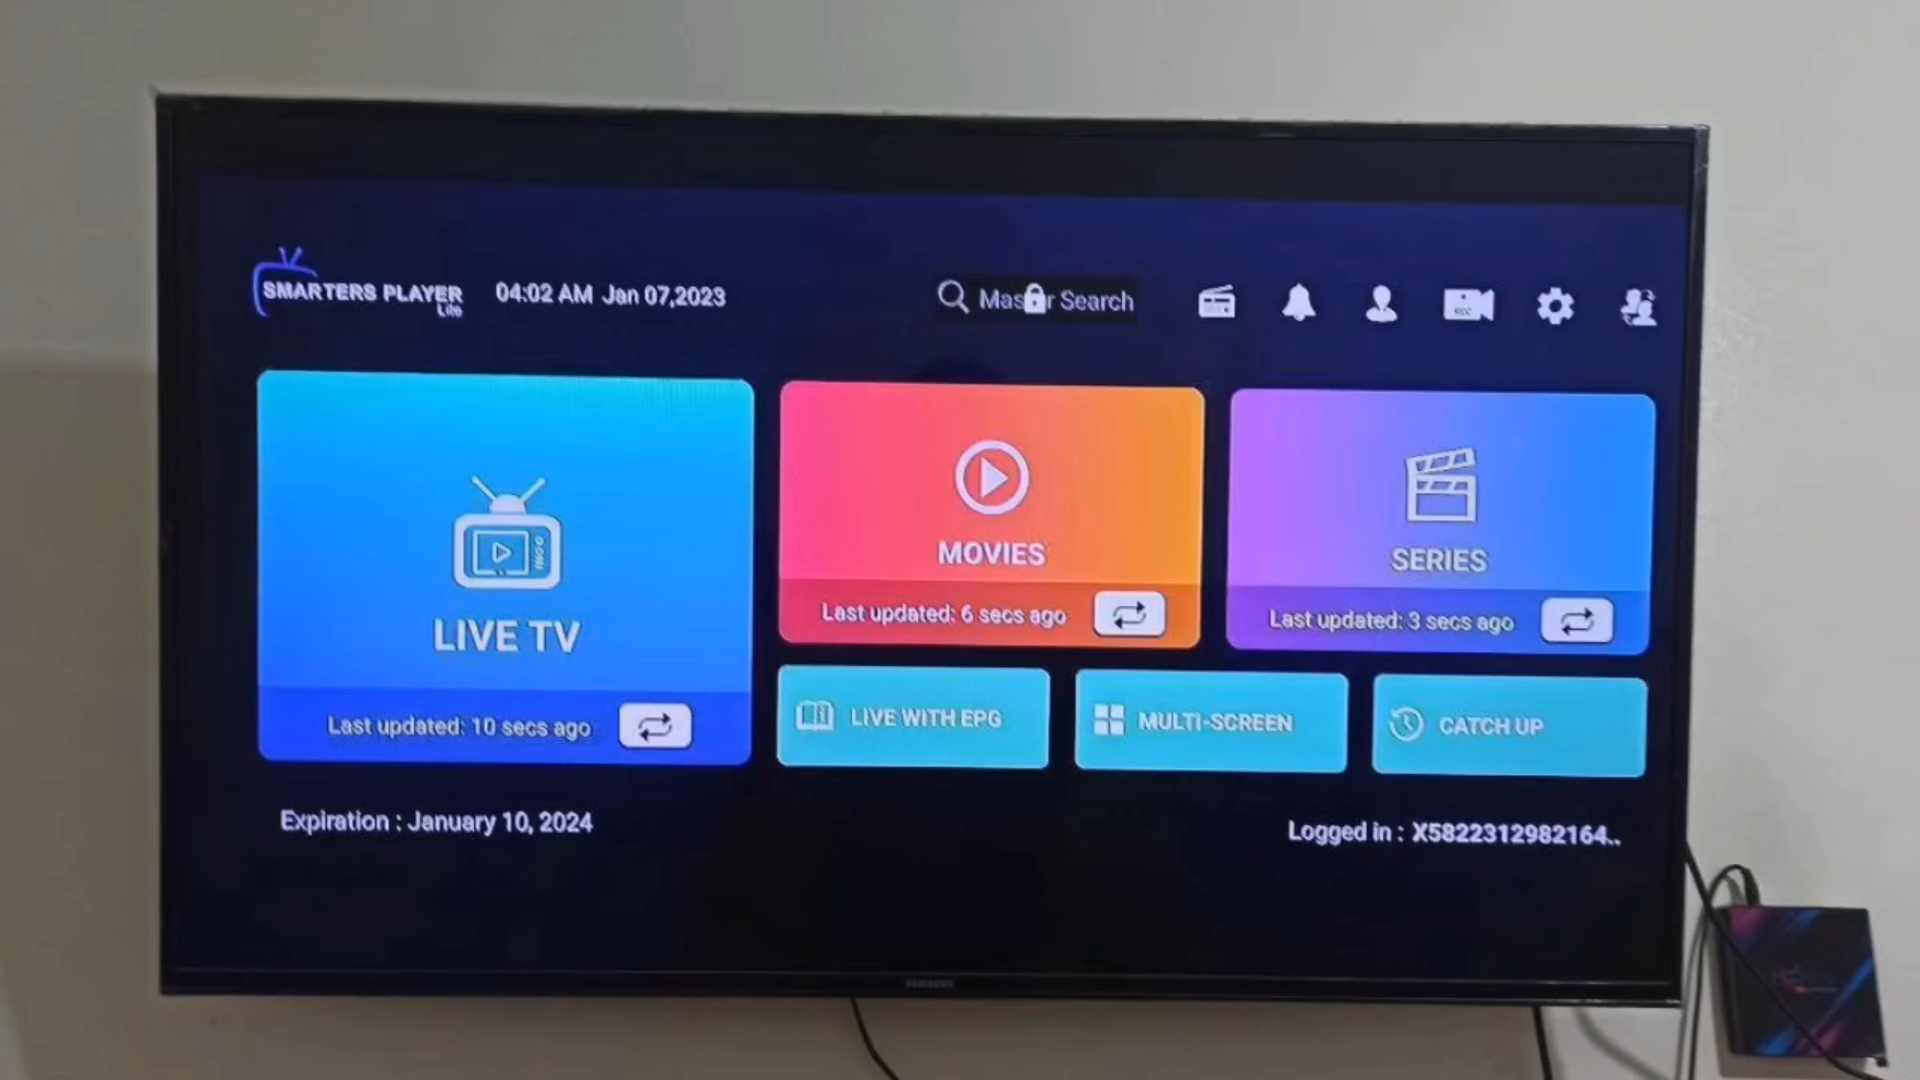 SMARTERS PLAYER
Lite
04:02 AM Jan 07,2023
Search
REC
LIVE TV
Last updated: 10 secs ago
MOVIES
Last updated: 6 secs ago
SERIES
Last updated: 3 secs ago
LIVE WITH EPG
MULTI-SCREEN
CATCH UP
Expiration : January 10, 2024
Logged in : X5822312982164..
SAMSUNG